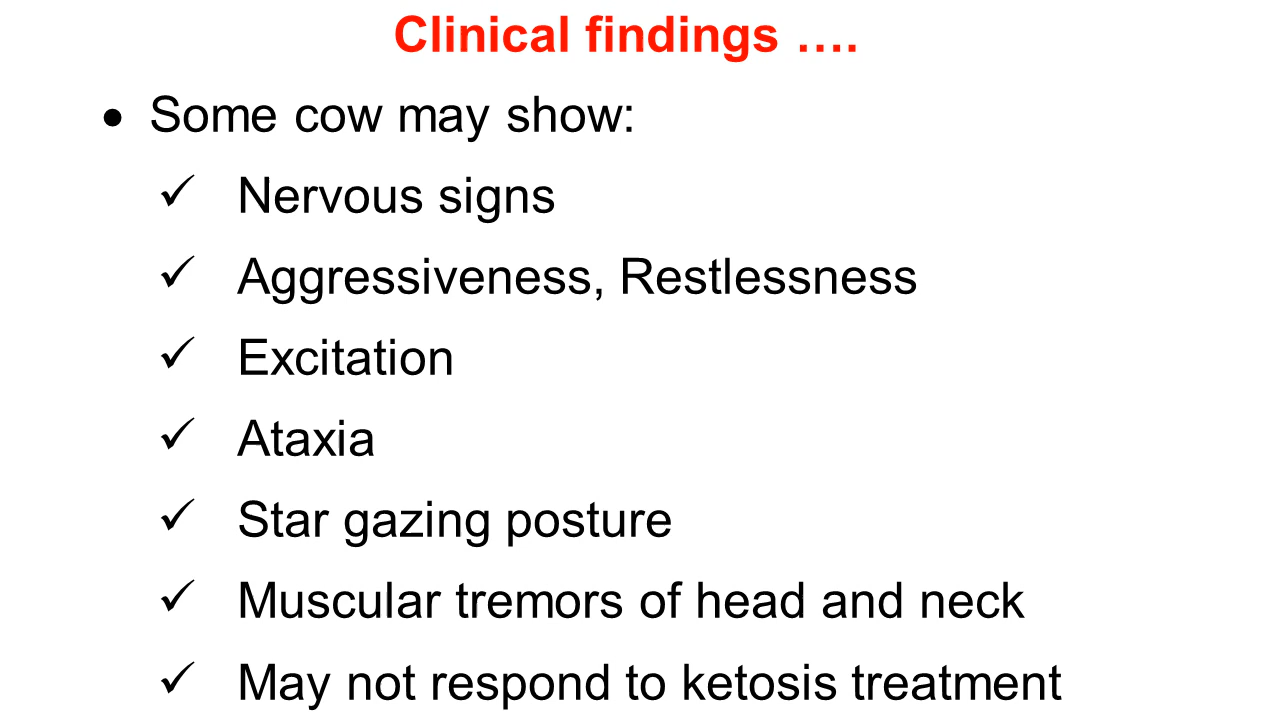 Clinical findings ….
• Some cow may show:
✓ Nervous signs
✓ Aggressiveness, Restlessness
✓ Excitation
✓ Ataxia
✓ Star gazing posture
✓ Muscular tremors of head and neck
✓ May not respond to ketosis treatment